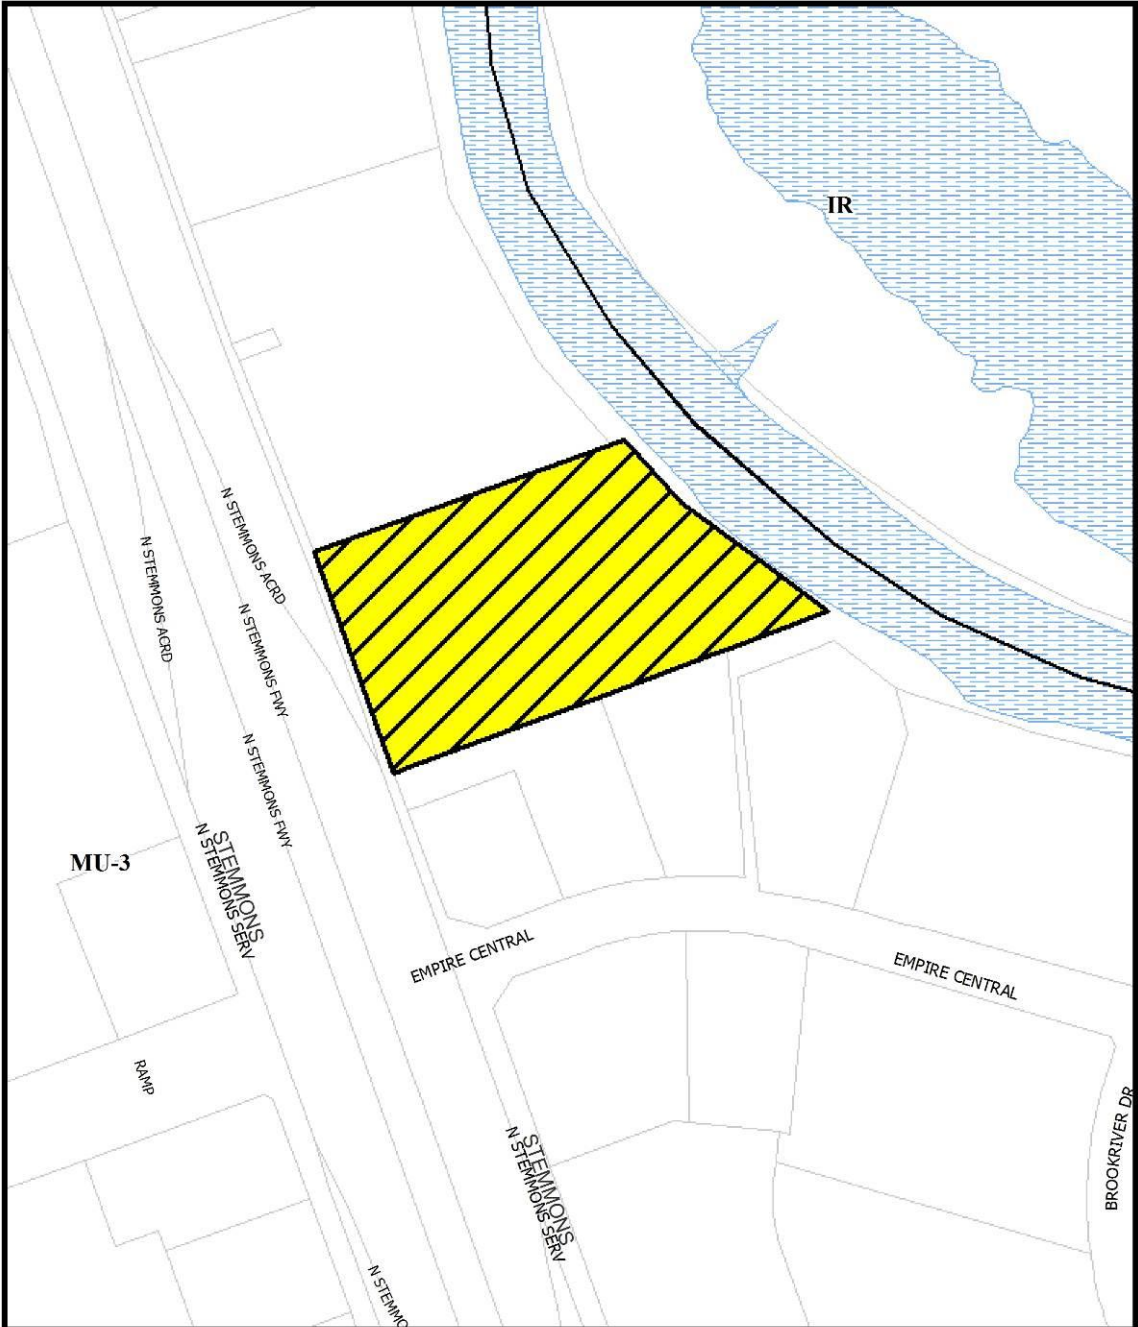 IR
N STEMMONS ACRD
N STEMMONS ACRD
N STEMMONS FWY
N STEMMONS FWY
MU-3
STEMMONS
N STEMMONS SERV
EMPIRE CENTRAL
EMPIRE CENTRAL
RAMP
BROOKRIVER DR
STEMMONS
N STEMMONS SERV
N STEMMO